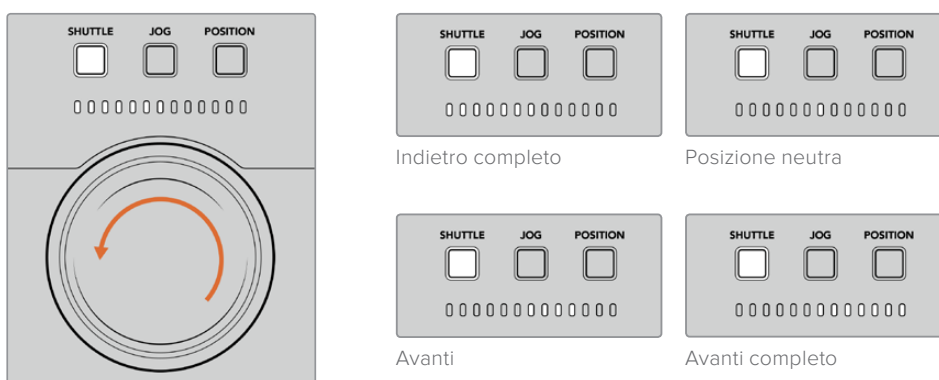 SHUTTLE JOG POSITION
SHUTTLE JOG POSITION
Indietro completo
SHUTTLE JOG POSITION
Posizione neutra
SHUTTLE JOG POSITION
Avanti
SHUTTLE JOG POSITION
Avanti completo